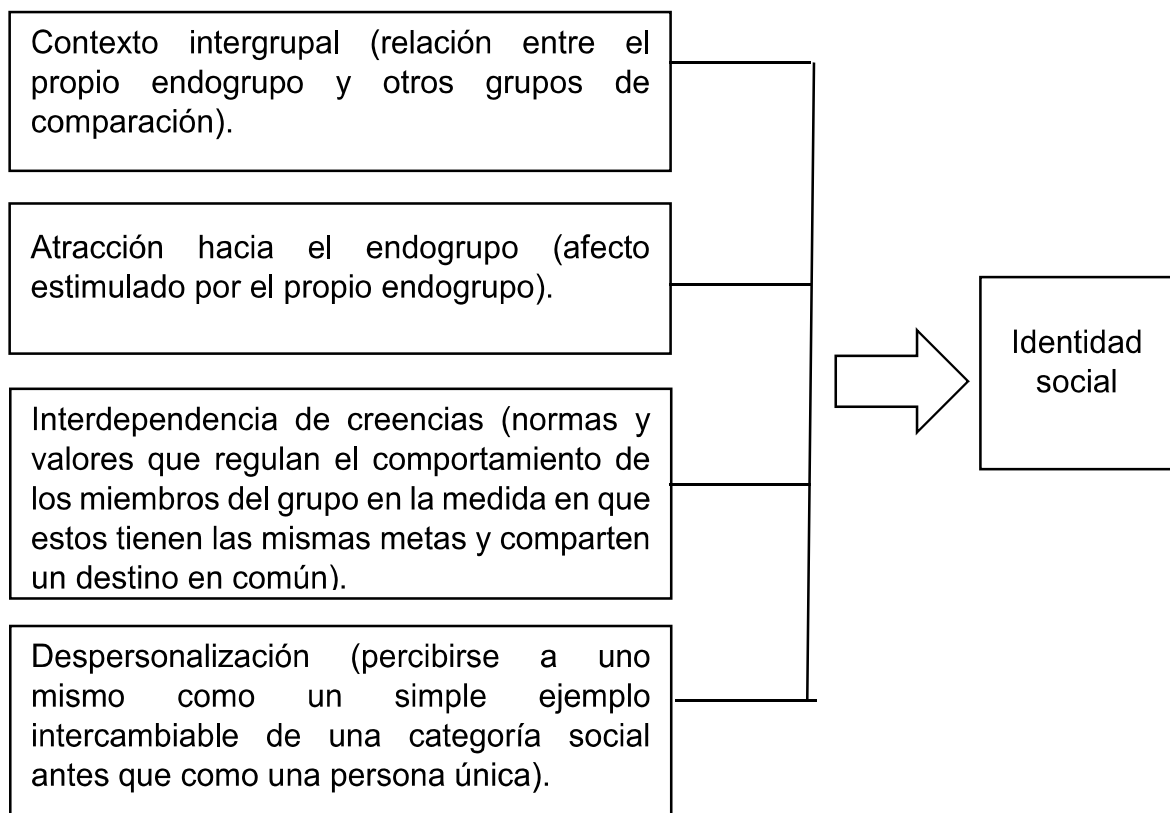 Contexto intergrupal (relación entre el
propio endogrupo y otros grupos de
comparación).
Atracción hacia el endogrupo (afecto
estimulado por el propio endogrupo).
Interdependencia de creencias (normas y
valores que regulan el comportamiento de
los miembros del grupo en la medida en que
estos tienen las mismas metas y comparten
un destino en común).
Despersonalización (percibirse a uno
mismo como un simple ejemplo
intercambiable de una categoría social
antes que como una persona única).
Identidad
social